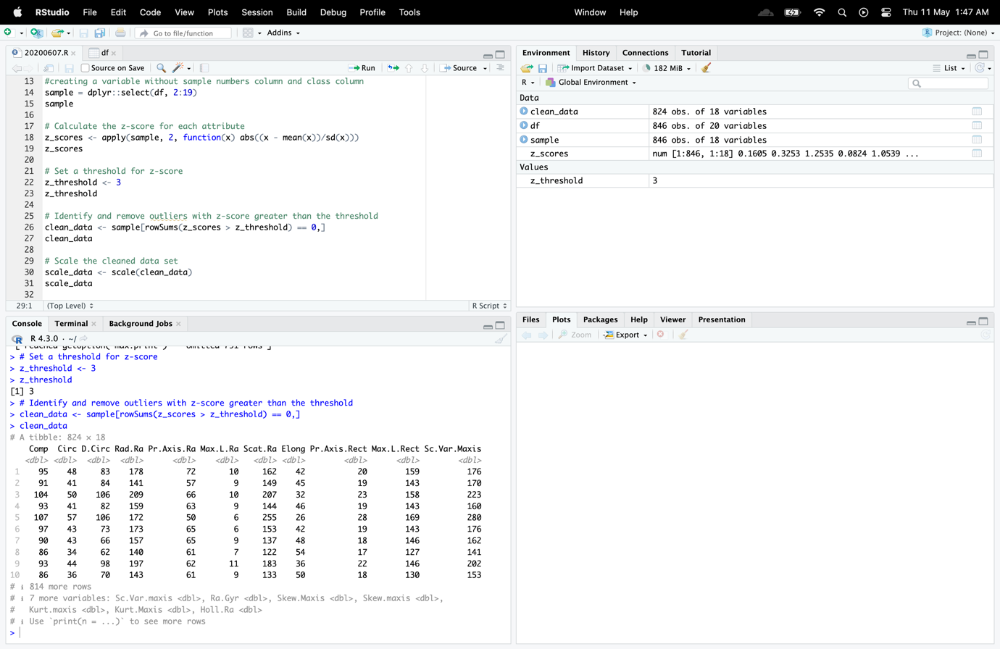 RStudio File Edit Code View Plots Session Build Debug Profile Tools Window Help Thu 11 May 1:47 AM
Go to file/function Addins Project: (None)
20200607.R df
Source on Save Run Source
13 #creating a variable without sample numbers column and class column
14 sample = dplyr::select(df, 2:19)
15 sample
16
17 # Calculate the z-score for each attribute
18 z_scores <- apply(sample, 2, function(x) abs((x - mean(x))/sd(x)))
19 z_scores
20
21 # Set a threshold for z-score
22 z_threshold <- 3
23 z_threshold
24
25 # Identify and remove outliers with z-score greater than the threshold
26 clean_data <- sample[rowSums(z_scores > z_threshold) == 0,]
27 clean_data
28
29 # Scale the cleaned data set
30 scale_data <- scale(clean_data)
31 scale_data
32
29:1 (Top Level) R Script
Console Terminal Background Jobs
R 4.3.0 · ~/
> # Set a threshold for z-score
> z_threshold <- 3
> z_threshold
[1] 3
> # Identify and remove outliers with z-score greater than the threshold
> clean_data <- sample[rowSums(z_scores > z_threshold) == 0,]
> clean_data
# A tibble: 824 × 18
Comp Circ D.Circ Rad.Ra Pr.Axis.Ra Max.L.Ra Scat.Ra Elong Pr.Axis.Rect Max.L.Rect Sc.Var.Maxis
<dbl> <dbl> <dbl> <dbl> <dbl> <dbl> <dbl> <dbl> <dbl> <dbl> <dbl>
1 95 48 83 178 72 10 162 42 20 159 176
2 91 41 84 141 57 9 149 45 19 143 170
3 104 50 106 209 66 10 207 32 23 158 223
4 93 41 82 159 63 9 144 46 19 143 160
5 107 57 106 172 50 6 255 26 28 169 280
6 97 43 73 173 65 6 153 42 19 143 176
7 90 43 66 157 65 9 137 48 18 146 162
8 86 34 62 140 61 7 122 54 17 127 141
9 93 44 98 197 62 11 183 36 22 146 202
10 86 36 70 143 61 9 133 50 18 130 153
# ℹ 814 more rows
# ℹ 7 more variables: Sc.Var.maxis <dbl>, Ra.Gyr <dbl>, Skew.Maxis <dbl>, Skew.maxis <dbl>,
# Kurt.maxis <dbl>, Kurt.Maxis <dbl>, Holl.Ra <dbl>
# ℹ Use `print(n = ...)` to see more rows
>
Environment History Connections Tutorial
Import Dataset 182 MiB List
R Global Environment
Data
clean_data 824 obs. of 18 variables
df 846 obs. of 20 variables
sample 846 obs. of 18 variables
z_scores num [1:846, 1:18] 0.1605 0.3253 1.2535 0.0824 1.0539 ...
Values
z_threshold 3
Files Plots Packages Help Viewer Presentation
Zoom Export